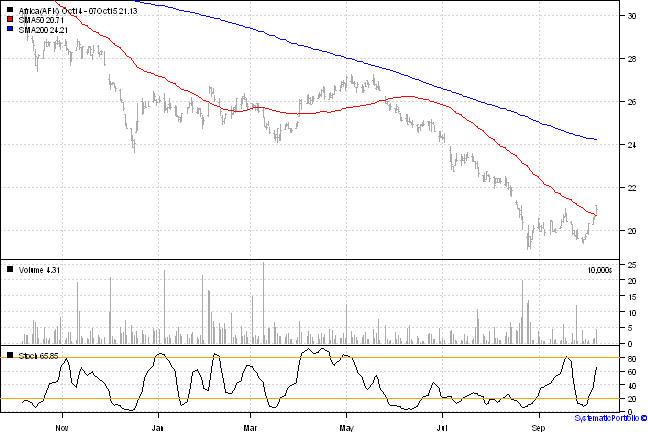 Africa(AFK) Oct14 - 07Oct15 21.13
SMA50 20.71
SMA200 24.21
30
28
26
24
22
20
Volume 4.31
10,000s
25
20
15
10
5
0
Stoch 65.85
80
60
40
20
0
Nov
Jan
Mar
May
Jul
Sep
SystematicPortfolio ©